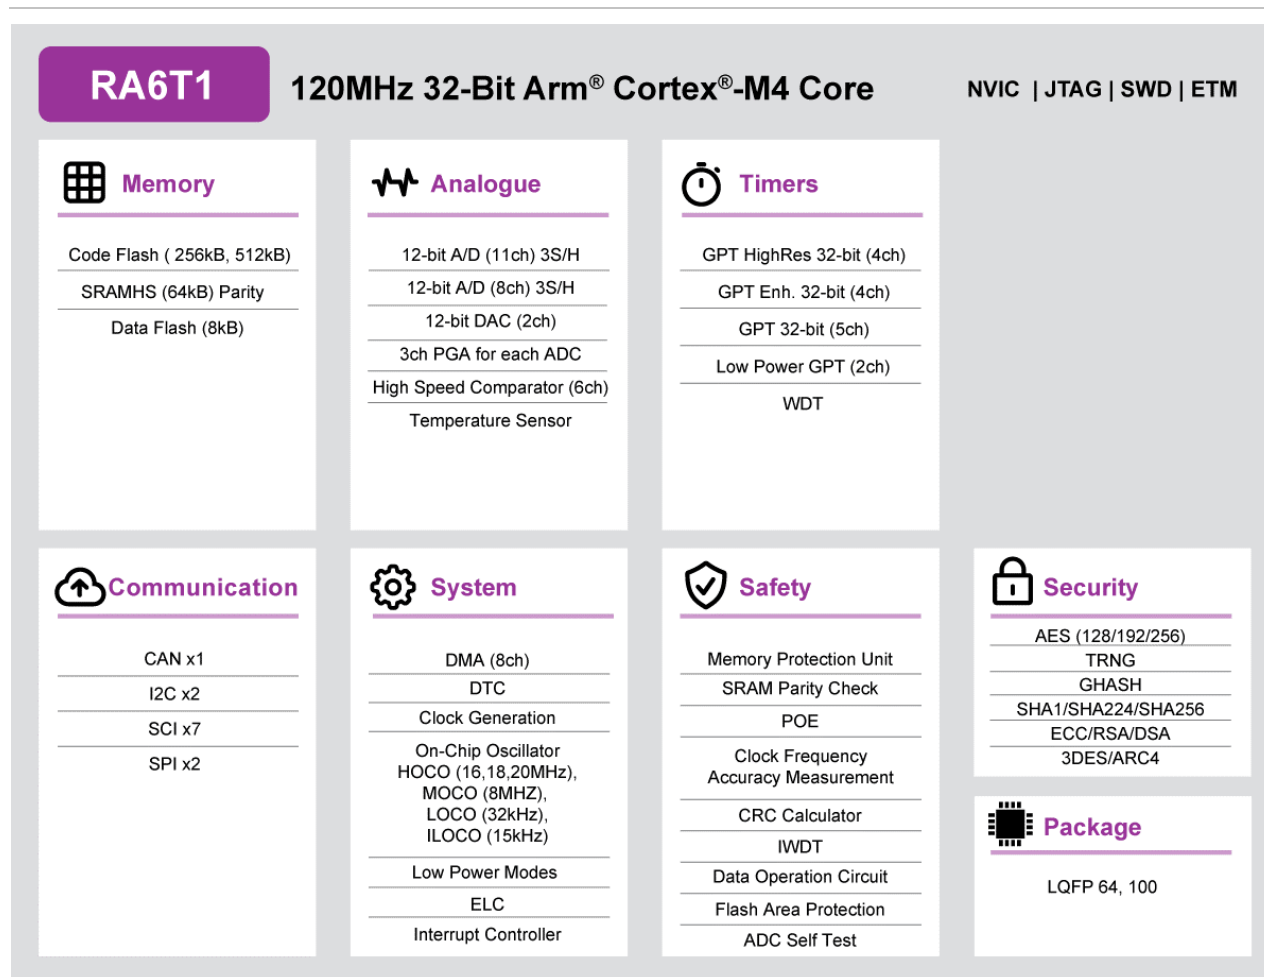 RA6T1
120MHz 32-Bit Arm® Cortex®-M4 Core
NVIC | JTAG | SWD | ETM
Memory
Code Flash ( 256kB, 512kB)
SRAMHS (64kB) Parity
Data Flash (8kB)
Analogue
12-bit A/D (11ch) 3S/H
12-bit A/D (8ch) 3S/H
12-bit DAC (2ch)
3ch PGA for each ADC
High Speed Comparator (6ch)
Temperature Sensor
Timers
GPT HighRes 32-bit (4ch)
GPT Enh. 32-bit (4ch)
GPT 32-bit (5ch)
Low Power GPT (2ch)
WDT
Communication
CAN x1
I2C x2
SCI x7
SPI x2
System
DMA (8ch)
DTC
Clock Generation
On-Chip Oscillator
HOCO (16,18,20MHz),
MOCO (8MHZ),
LOCO (32kHz),
ILOCO (15kHz)
Low Power Modes
ELC
Interrupt Controller
Safety
Memory Protection Unit
SRAM Parity Check
POE
Clock Frequency
Accuracy Measurement
CRC Calculator
IWDT
Data Operation Circuit
Flash Area Protection
ADC Self Test
Security
AES (128/192/256)
TRNG
GHASH
SHA1/SHA224/SHA256
ECC/RSA/DSA
3DES/ARC4
Package
LQFP 64, 100